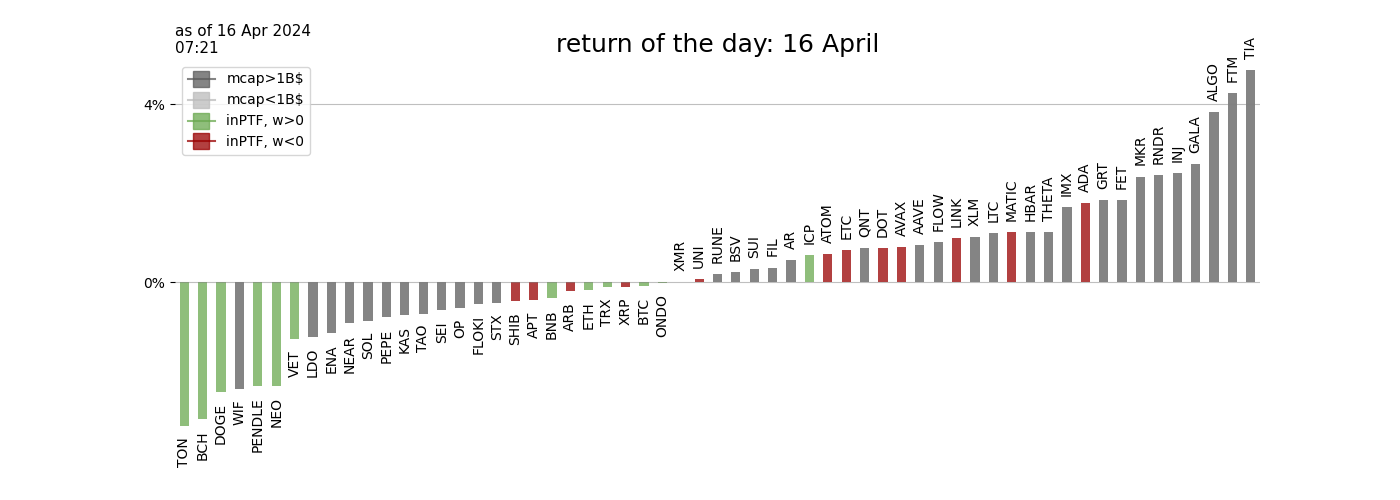 as of 16 Apr 2024
07:21
return of the day: 16 April
mcap>1B$
mcap<1B$
inPTF, w>0
inPTF, w<0
4%
0%
TON
BCH
DOGE
WIF
PENDLE
NEO
VET
LDO
ENA
NEAR
SOL
PEPE
KAS
TAO
SEI
OP
FLOKI
STX
SHIB
APT
BNB
ARB
ETH
TRX
XRP
BTC
ONDO
XMR
UNI
RUNE
BSV
SUI
FIL
AR
ICP
ATOM
ETC
QNT
DOT
AVAX
AAVE
FLOW
LINK
XLM
LTC
MATIC
HBAR
THETA
IMX
ADA
GRT
FET
MKR
RNDR
INJ
GALA
ALGO
FTM
TIA